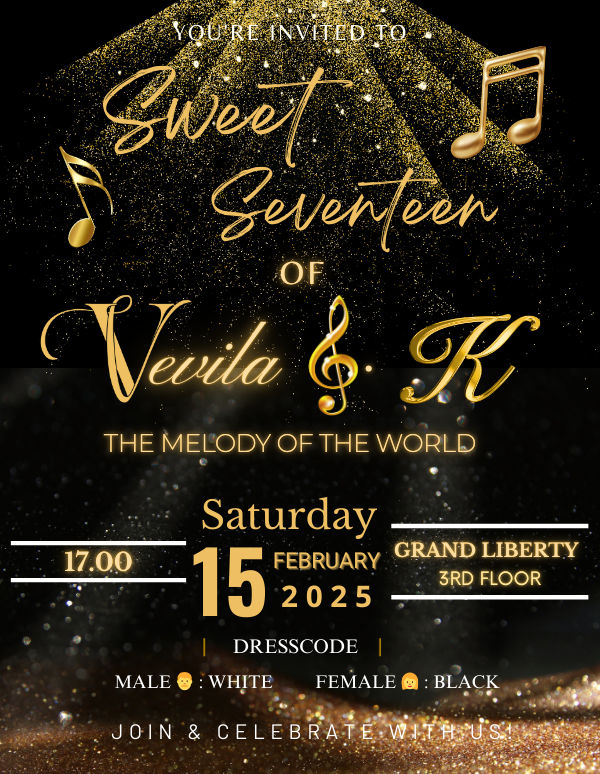 YOU'RE INVITED TO
Sweet
Seventeen
OF
Vevila G. K
THE MELODY OF THE WORLD
Saturday
17.00
15 FEBRUARY
2025
GRAND LIBERTY
3RD FLOOR
| DRESSCODE |
MALE 👨 : WHITE FEMALE 👩 : BLACK
JOIN & CELEBRATE WITH US!